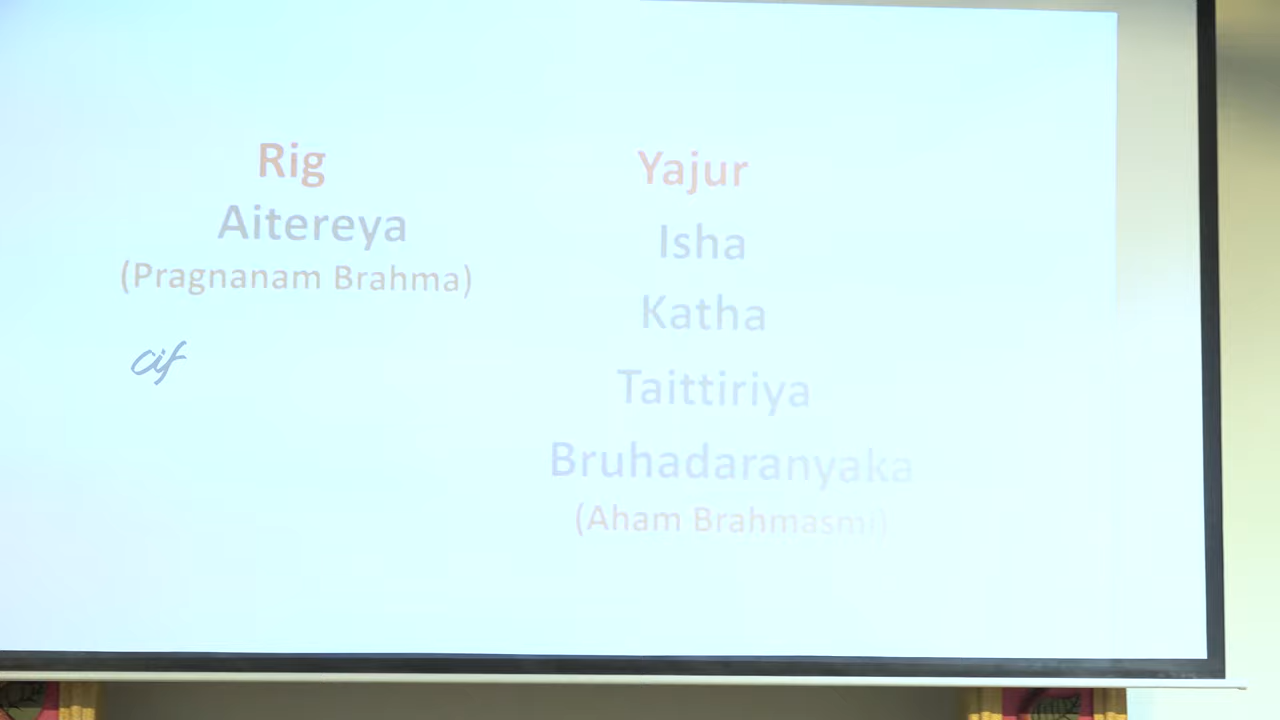 Rig
Aitereya
(Pragnanam Brahma)
Yajur
Isha
Katha
Taittiriya
Bruhadaranyaka
(Aham Brahmasmi)